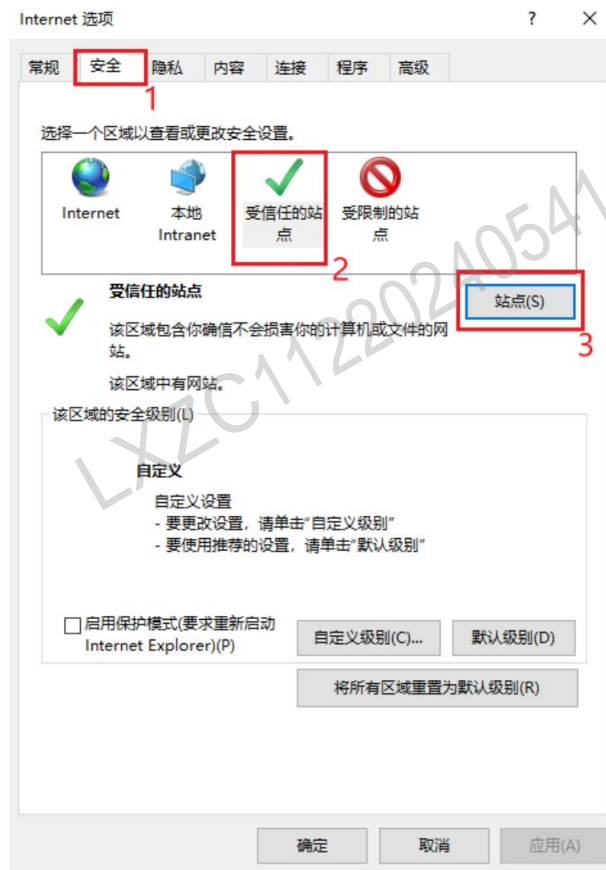 Internet 选项
? ×
常规 安全 隐私 内容 连接 程序 高级
1
选择一个区域以查看或更改安全设置。
Internet
本地
Intranet
受信任的站
点
受限制的站
点
2
受信任的站点
站点(S)
3
该区域包含你确信不会损害你的计算机或文件的网
站。
该区域中有网站。
该区域的安全级别(L)
自定义
自定义设置
- 要更改设置，请单击“自定义级别”
- 要使用推荐的设置，请单击“默认级别”
启用保护模式(要求重新启动
Internet Explorer)(P)
自定义级别(C)... 默认级别(D)
将所有区域重置为默认级别(R)
确定 取消 应用(A)
LXZC11220240541